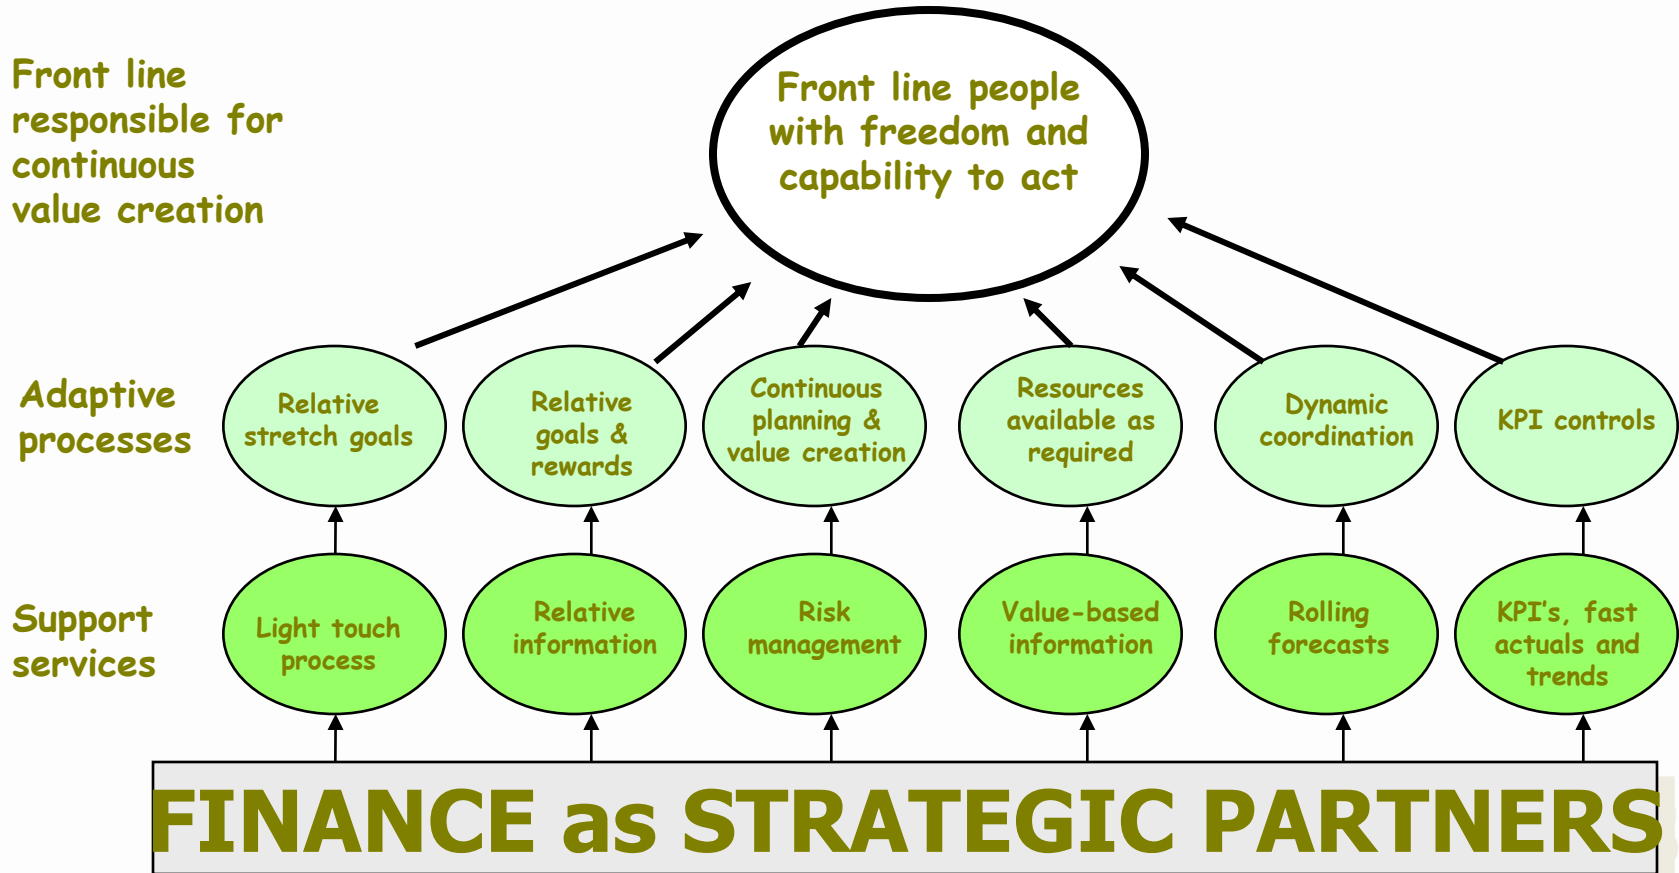 Front line
responsible for
continuous
value creation
Front line people
with freedom and
capability to act
Adaptive
processes
Relative
stretch goals
Relative
goals &
rewards
Continuous
planning &
value creation
Resources
available as
required
Dynamic
coordination
KPI controls
Support
services
Light touch
process
Relative
information
Risk
management
Value-based
information
Rolling
forecasts
KPI's, fast
actuals and
trends
FINANCE as STRATEGIC PARTNERS